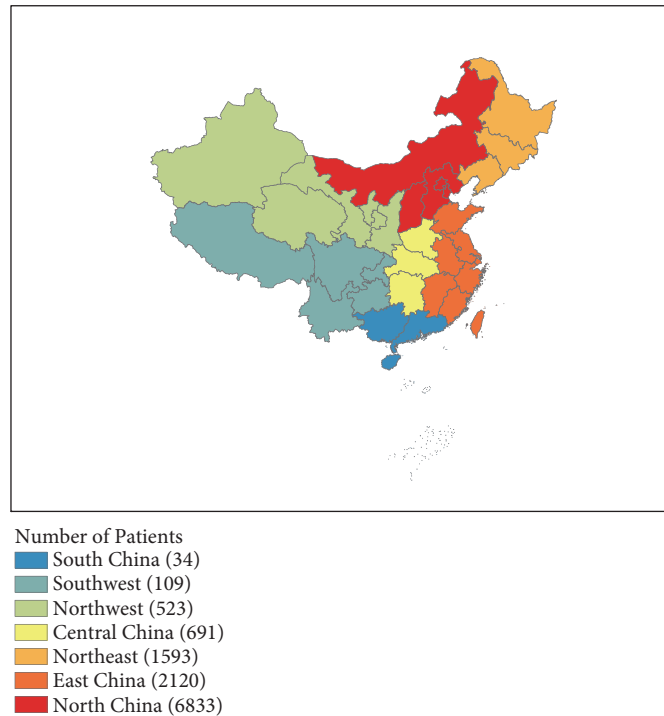 Number of Patients
South China (34)
Southwest (109)
Northwest (523)
Central China (691)
Northeast (1593)
East China (2120)
North China (6833)